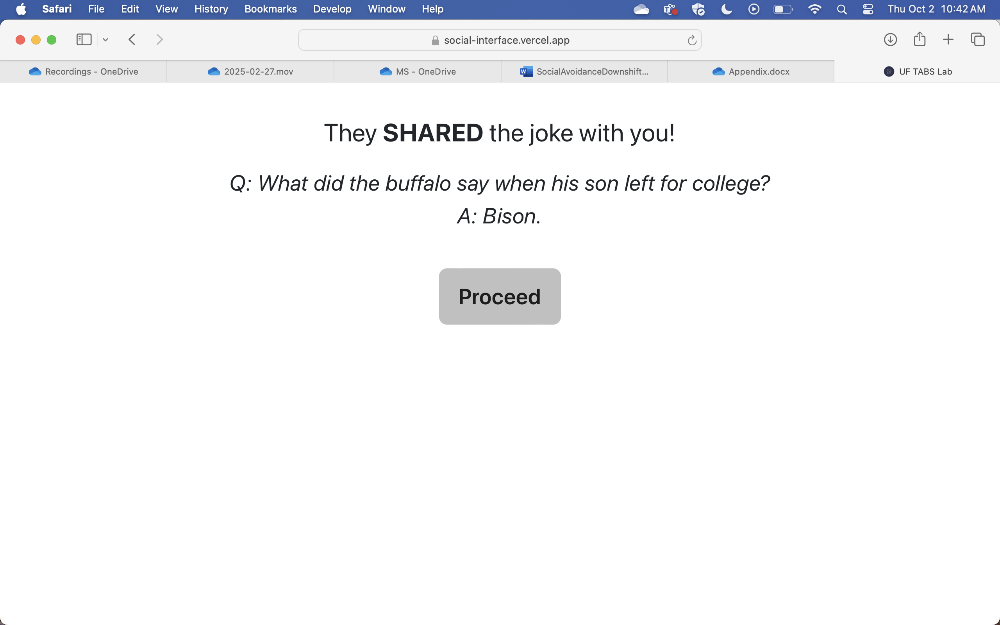 Safari File Edit View History Bookmarks Develop Window Help Thu Oct 2 10:42 AM
social-interface.vercel.app
Recordings - OneDrive 2025-02-27.mov MS - OneDrive SocialAvoidanceDownshift... Appendix.docx UF TABS Lab
They SHARED the joke with you!
Q: What did the buffalo say when his son left for college?
A: Bison.
Proceed